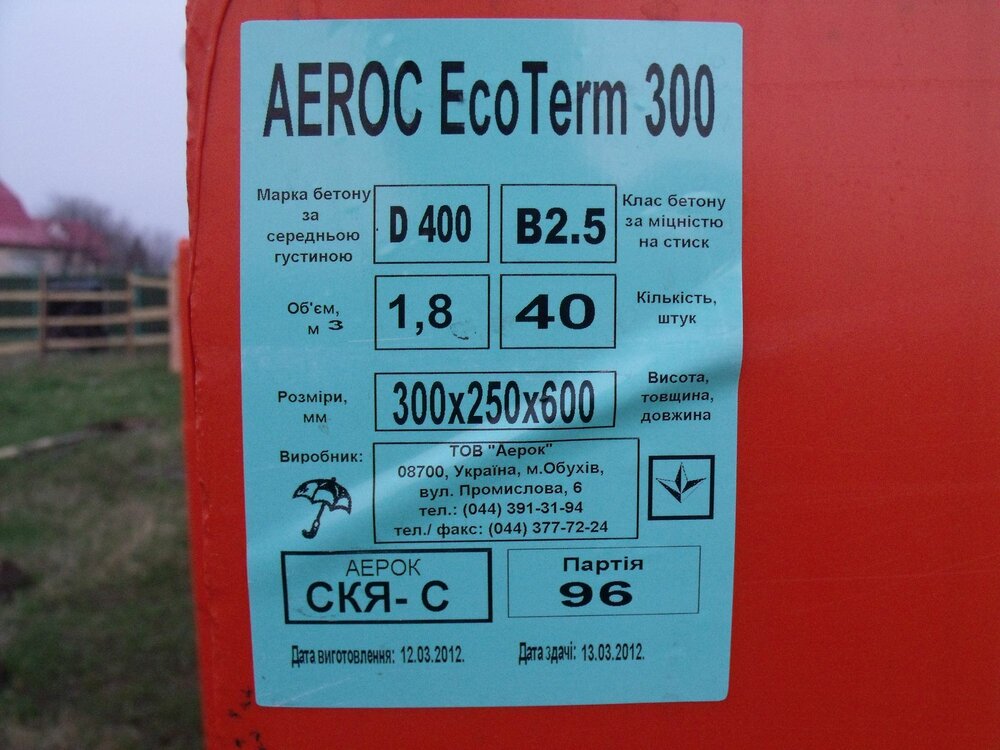 AEROC EcoTerm 300
Марка бетону
за
середньою
густиною
D 400
B2.5
Клас бетону
за міцністю
на стиск
Об'єм,
м 3
1,8
40
Кількість,
штук
Розміри,
мм
300x250x600
Висота,
товщина,
довжина
Виробник:
ТОВ "Аерок"
08700, Україна, м.Обухів,
вул. Промислова, 6
тел.: (044) 391-31-94
тел./ факс: (044) 377-72-24
АЕРОК
СКЯ- С
Партія
96
Дата виготовлення: 12.03.2012.
Дата здачі: 13.03.2012.